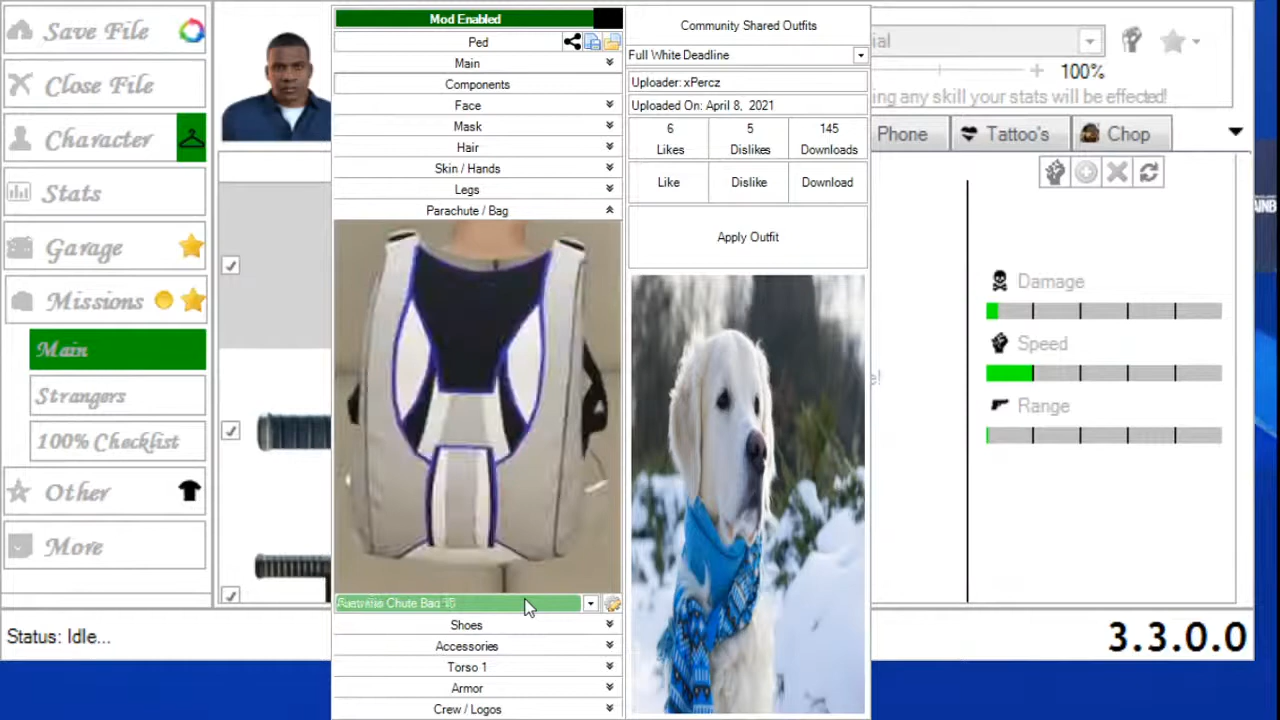 Save File
Close File
Character
Stats
Garage
Missions
Main
Strangers
100% Checklist
Other
More
Status: Idle...
Mod Enabled
Ped
Main
Components
Face
Mask
Hair
Skin / Hands
Legs
Parachute / Bag
Chute Bag
Shoes
Accessories
Torso 1
Armor
Crew / Logos
Community Shared Outfits
Full White Deadline
Uploader: xPercz
Uploaded On: April 8, 2021
6 5 145
Likes Dislikes Downloads
Like Dislike Download
Apply Outfit
ial
100%
ing any skill your stats will be effected!
Phone Tattoo's Chop
Damage
Speed
Range
e!
3.3.0.0